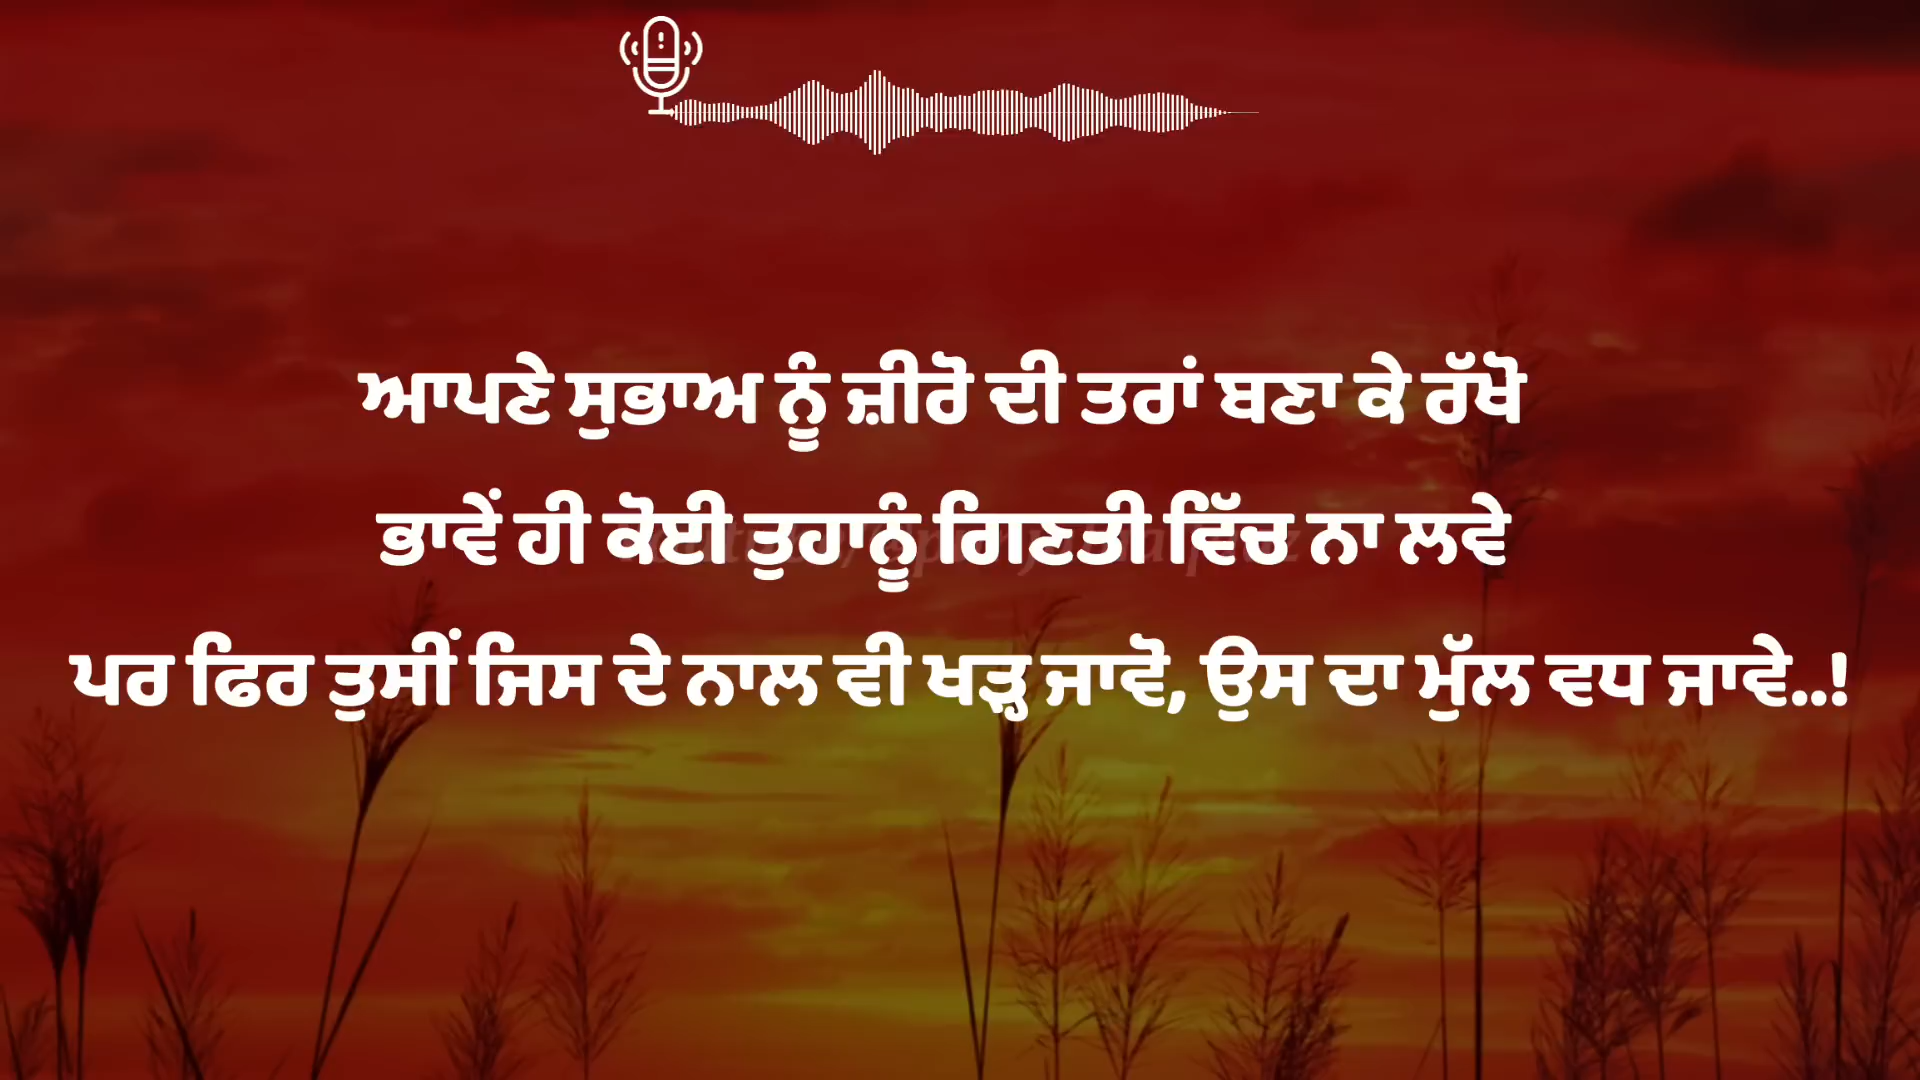 ਆਪਣੇ ਸੁਭਾਅ ਨੂੰ ਜ਼ੀਰੋ ਦੀ ਤਰਾਂ ਬਣਾ ਕੇ ਰੱਖੋ
ਭਾਵੇਂ ਹੀ ਕੋਈ ਤੁਹਾਨੂੰ ਗਿਣਤੀ ਵਿੱਚ ਨਾ ਲਵੇ
ਪਰ ਫਿਰ ਤੁਸੀਂ ਜਿਸ ਦੇ ਨਾਲ ਵੀ ਖੜ੍ਹ ਜਾਵੋ, ਉਸ ਦਾ ਮੁੱਲ ਵਧ ਜਾਵੇ..!